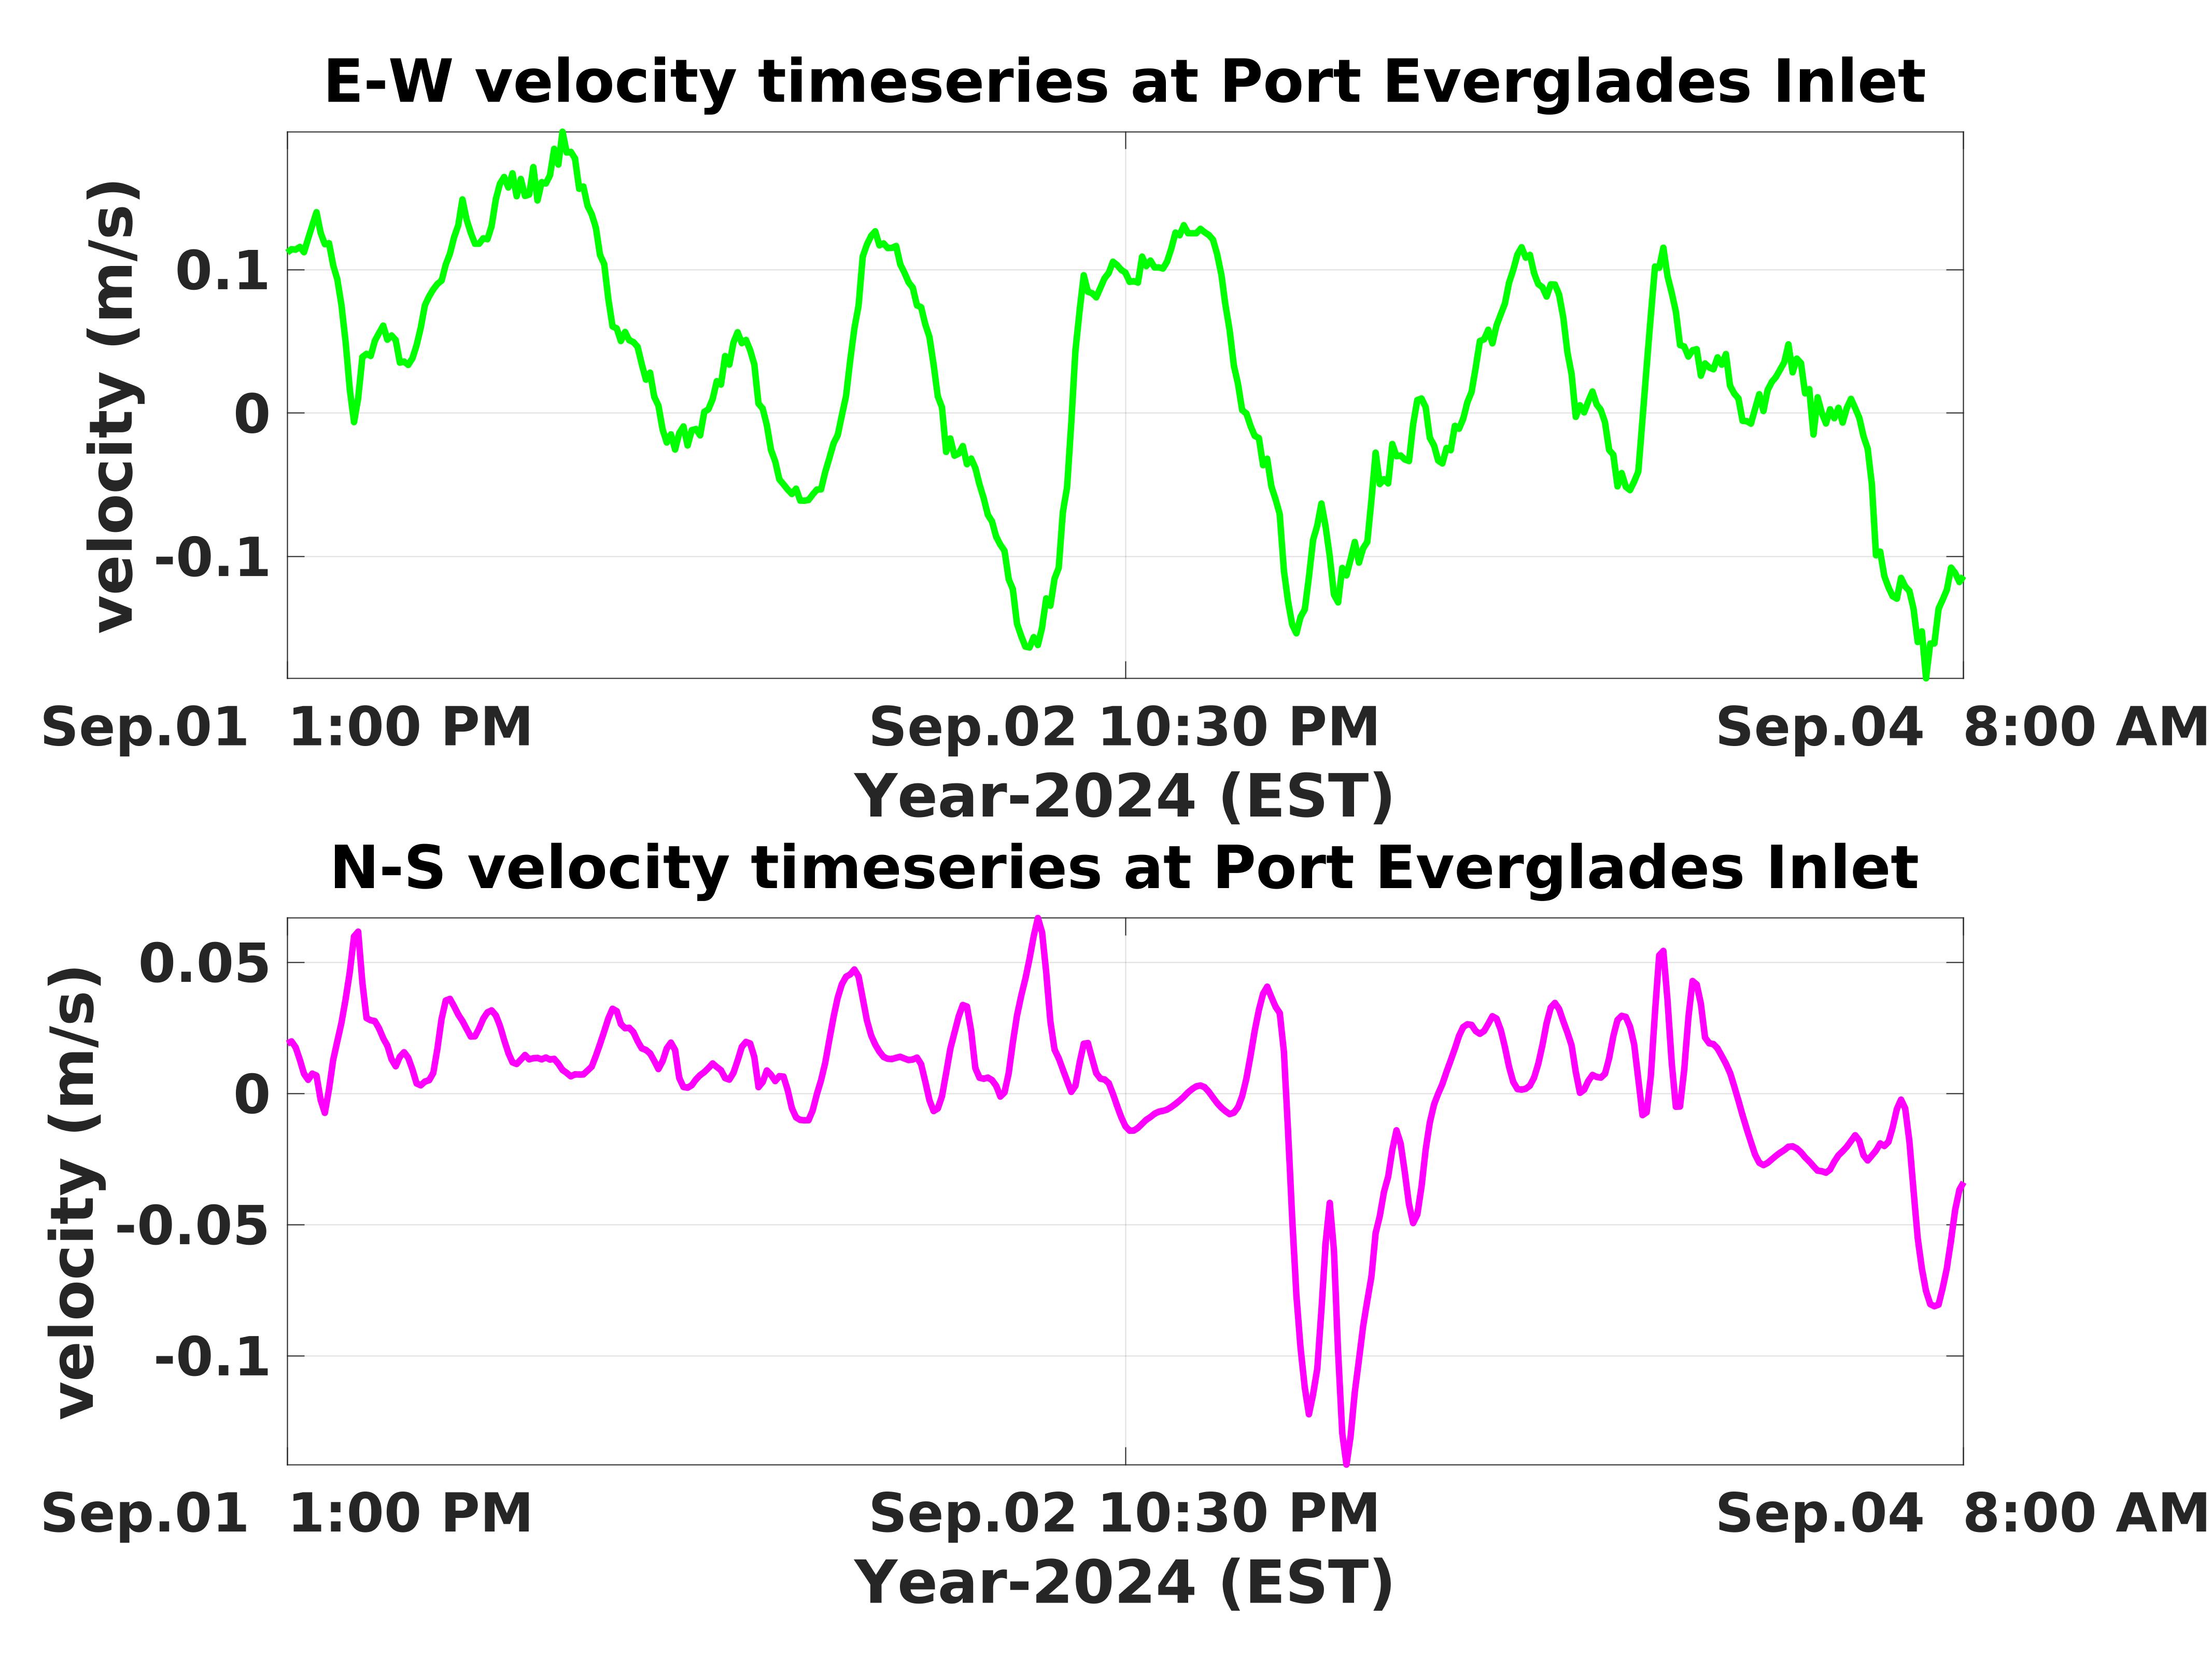 E-W velocity timeseries at Port Everglades Inlet
velocity (m/s)
0.1
0
-0.1
Sep.01 1:00 PM
Sep.02 10:30 PM
Sep.04 8:00 AM
Year-2024 (EST)
N-S velocity timeseries at Port Everglades Inlet
velocity (m/s)
0.05
0
-0.05
-0.1
Sep.01 1:00 PM
Sep.02 10:30 PM
Sep.04 8:00 AM
Year-2024 (EST)